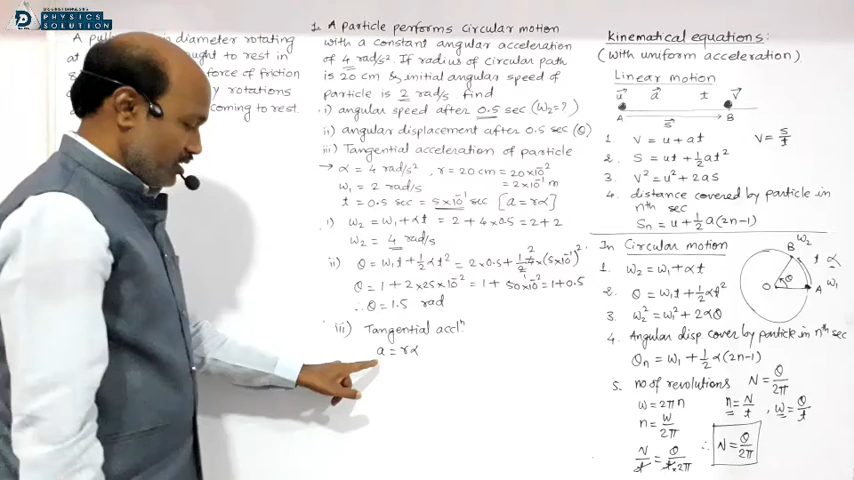 PHYSICS
SOLUTION
A diameter rotating
at ought to rest in
force of friction
y rotations
coming to rest.
1. A particle performs circular motion
with a constant angular acceleration
of 4 rad/s². If radius of circular path
is 20 cm & initial angular speed of
particle is 2 rad/s find
i) angular speed after 0.5 sec (ω₂=?)
ii) angular displacement after 0.5 sec (θ)
iii) Tangential acceleration of particle
→ α = 4 rad/s², r = 20 cm = 20×10⁻²
= 2×10⁻¹ m
ω₁ = 2 rad/s
t = 0.5 sec = 5×10⁻¹ sec [a = rα]
i) ω₂ = ω₁ + αt = 2 + 4×0.5 = 2+2
ω₂ = 4 rad/s
ii) θ = ω₁t + ½αt² = 2×0.5 + ½×4×(5×10⁻¹)²
θ = 1 + 2×25×10⁻² = 1 + 50×10⁻² = 1+0.5
∴ θ = 1.5 rad
iii) Tangential acclⁿ.
a = rα
kinematical equations:
(with uniform acceleration)
Linear motion
u a ± V
A s B
1 V = u + at V = s/t
2. S = ut + ½at²
3. V² = u² + 2as
4. distance covered by particle in
nth sec
Sn = u + ½a(2n-1)
In Circular motion
1. ω₂ = ω₁ + αt
2. θ = ω₁t + ½αt²
3. ω₂² = ω₁² + 2αθ
B ω₂ t α
O θ A ω₁
4. Angular disp cover by particle in nth sec
θn = ω₁ + ½α(2n-1)
5. no. of revolutions N = θ/2π
ω = 2πn n = N/t, ω = θ/t
n = ω/2π
N/t = θ/t×2π ∴ N = θ/2π